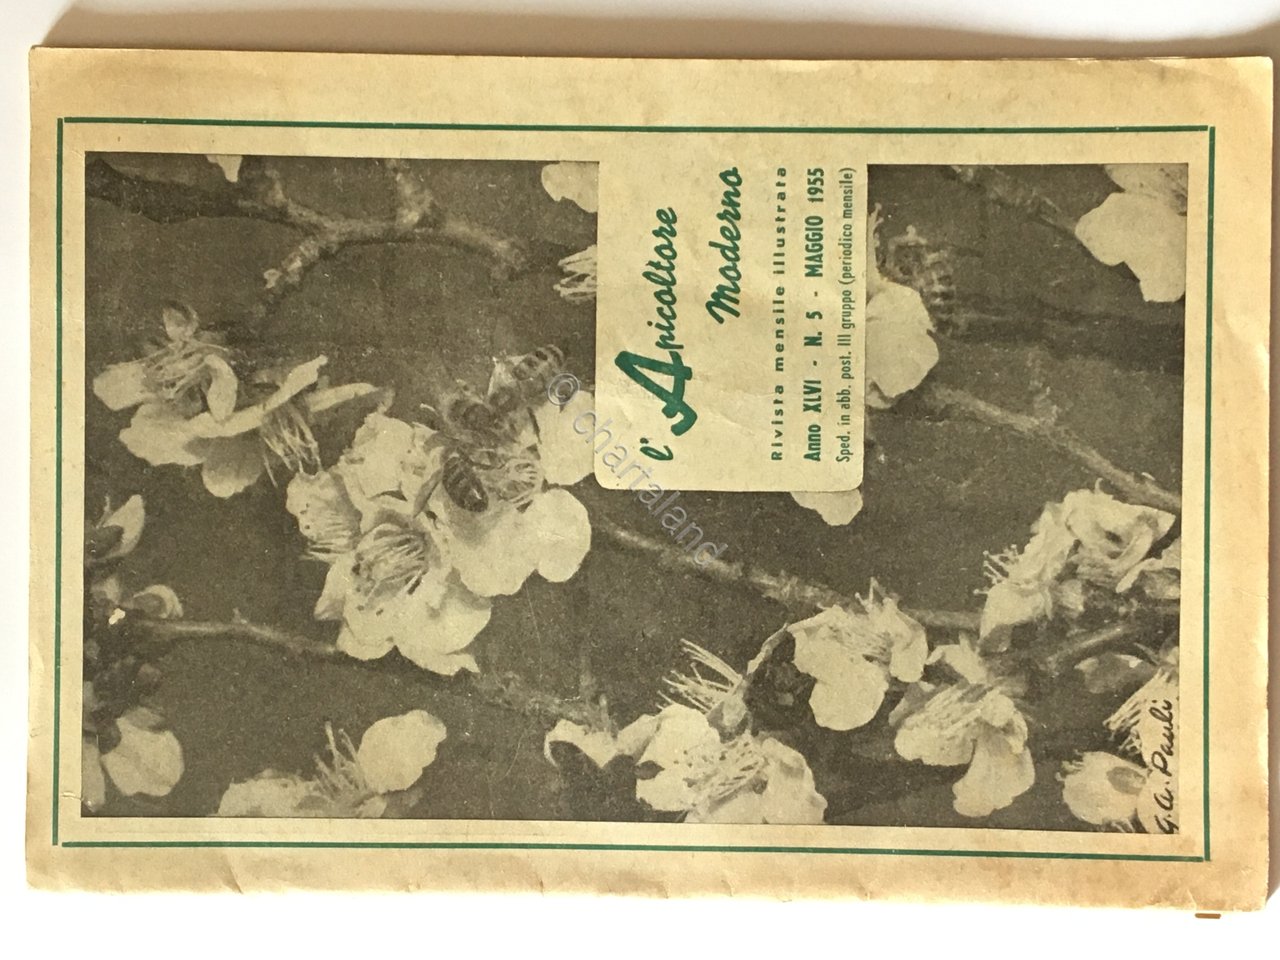 l'Apicoltore
Moderno
Rivista mensile illustrata
Anno XLVI - N. 5 - MAGGIO 1955
Sped. in abb. post. III gruppo (periodico mensile)
G. A. Pauli
© chartaland